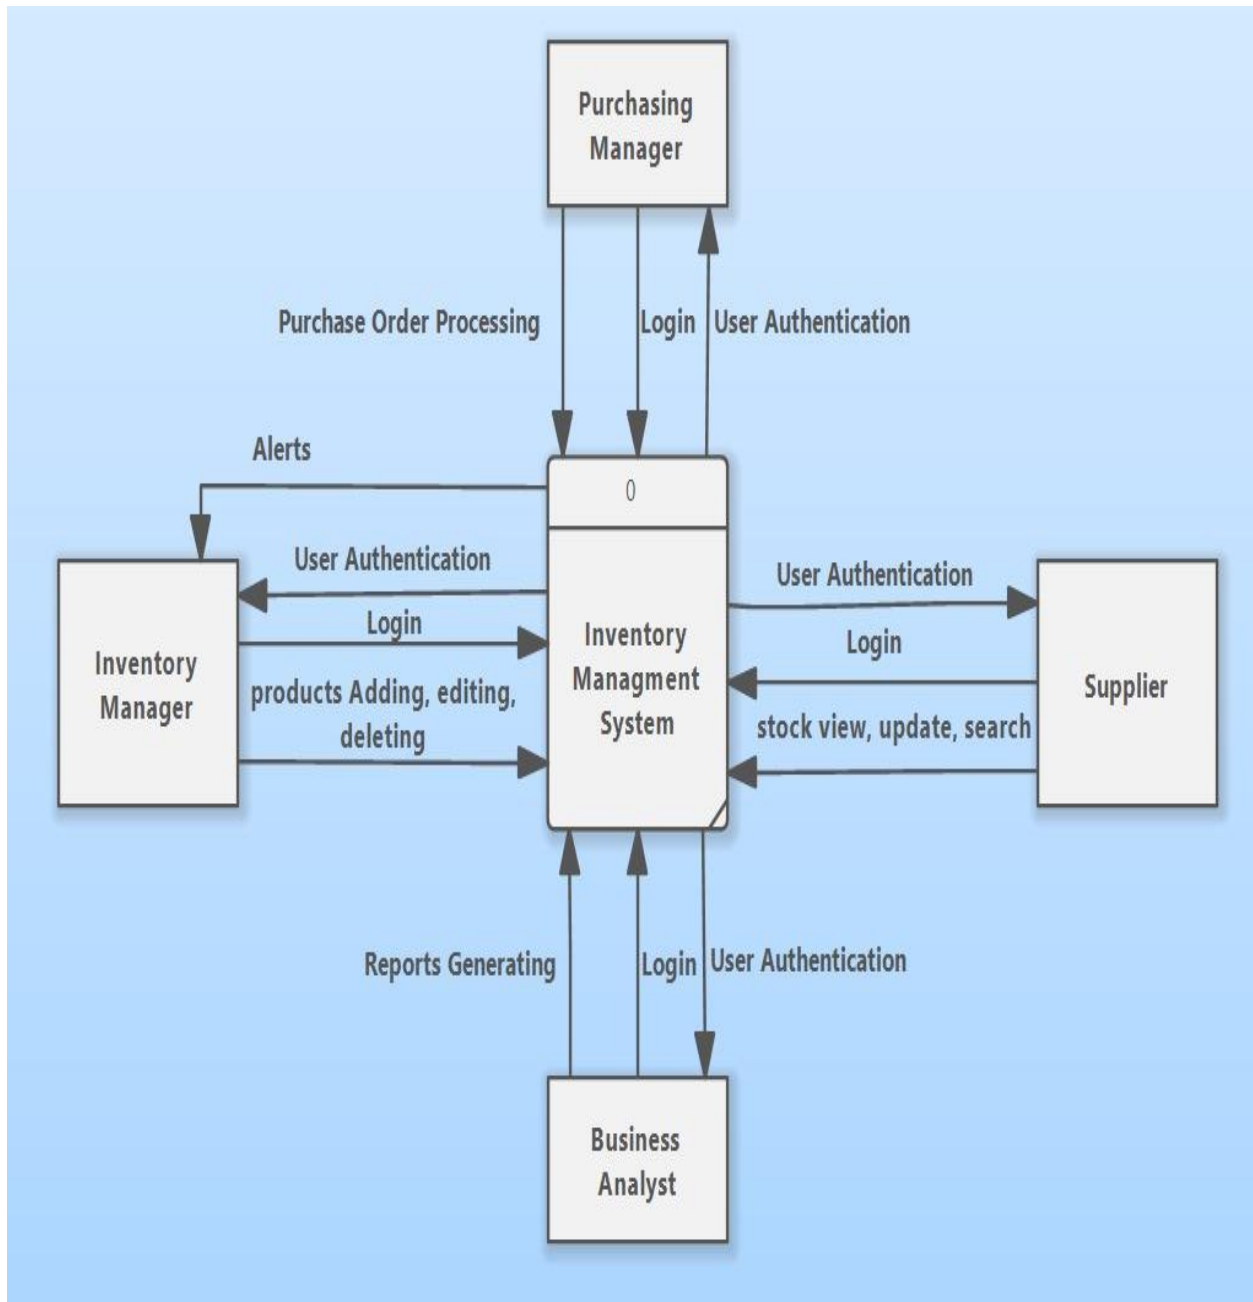 Purchasing
Manager
Purchase Order Processing
Login
User Authentication
Alerts
0
User Authentication
Login
products Adding, editing,
deleting
Inventory
Manager
Inventory
Managment
System
User Authentication
Login
stock view, update, search
Supplier
Reports Generating
Login
User Authentication
Business
Analyst